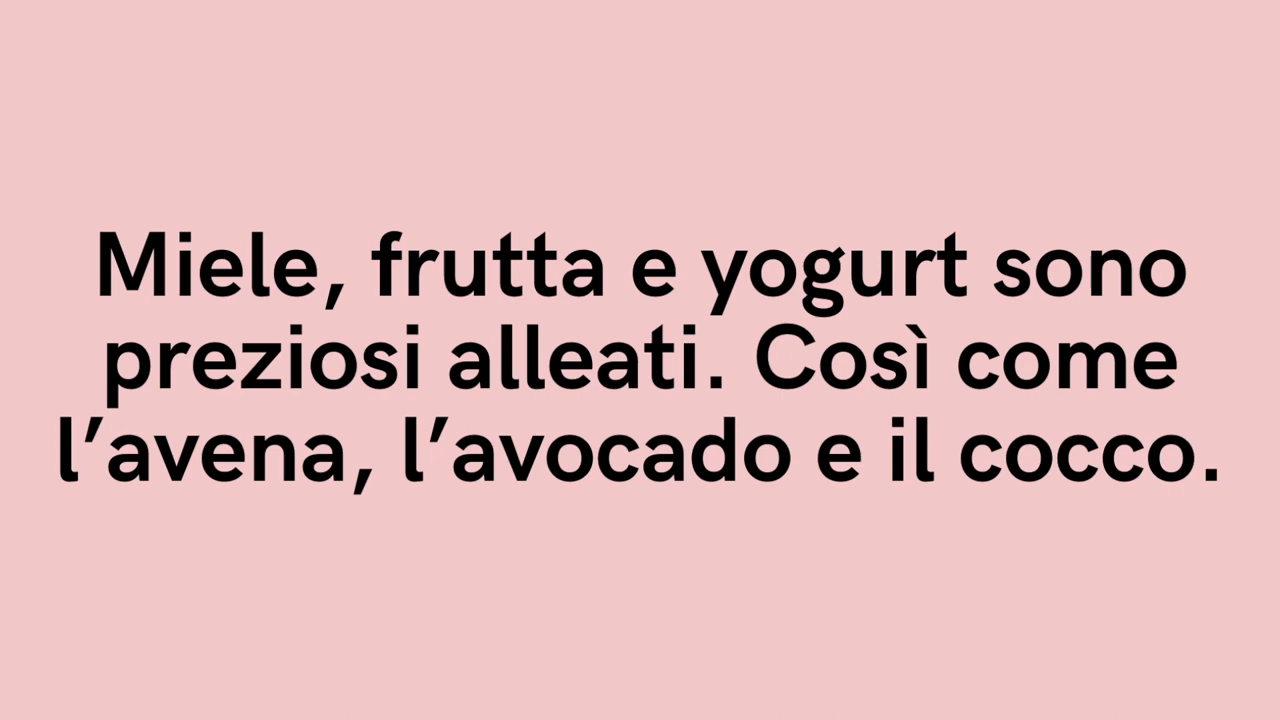 Miele, frutta e yogurt sono
preziosi alleati. Così come
l’avena, l’avocado e il cocco.